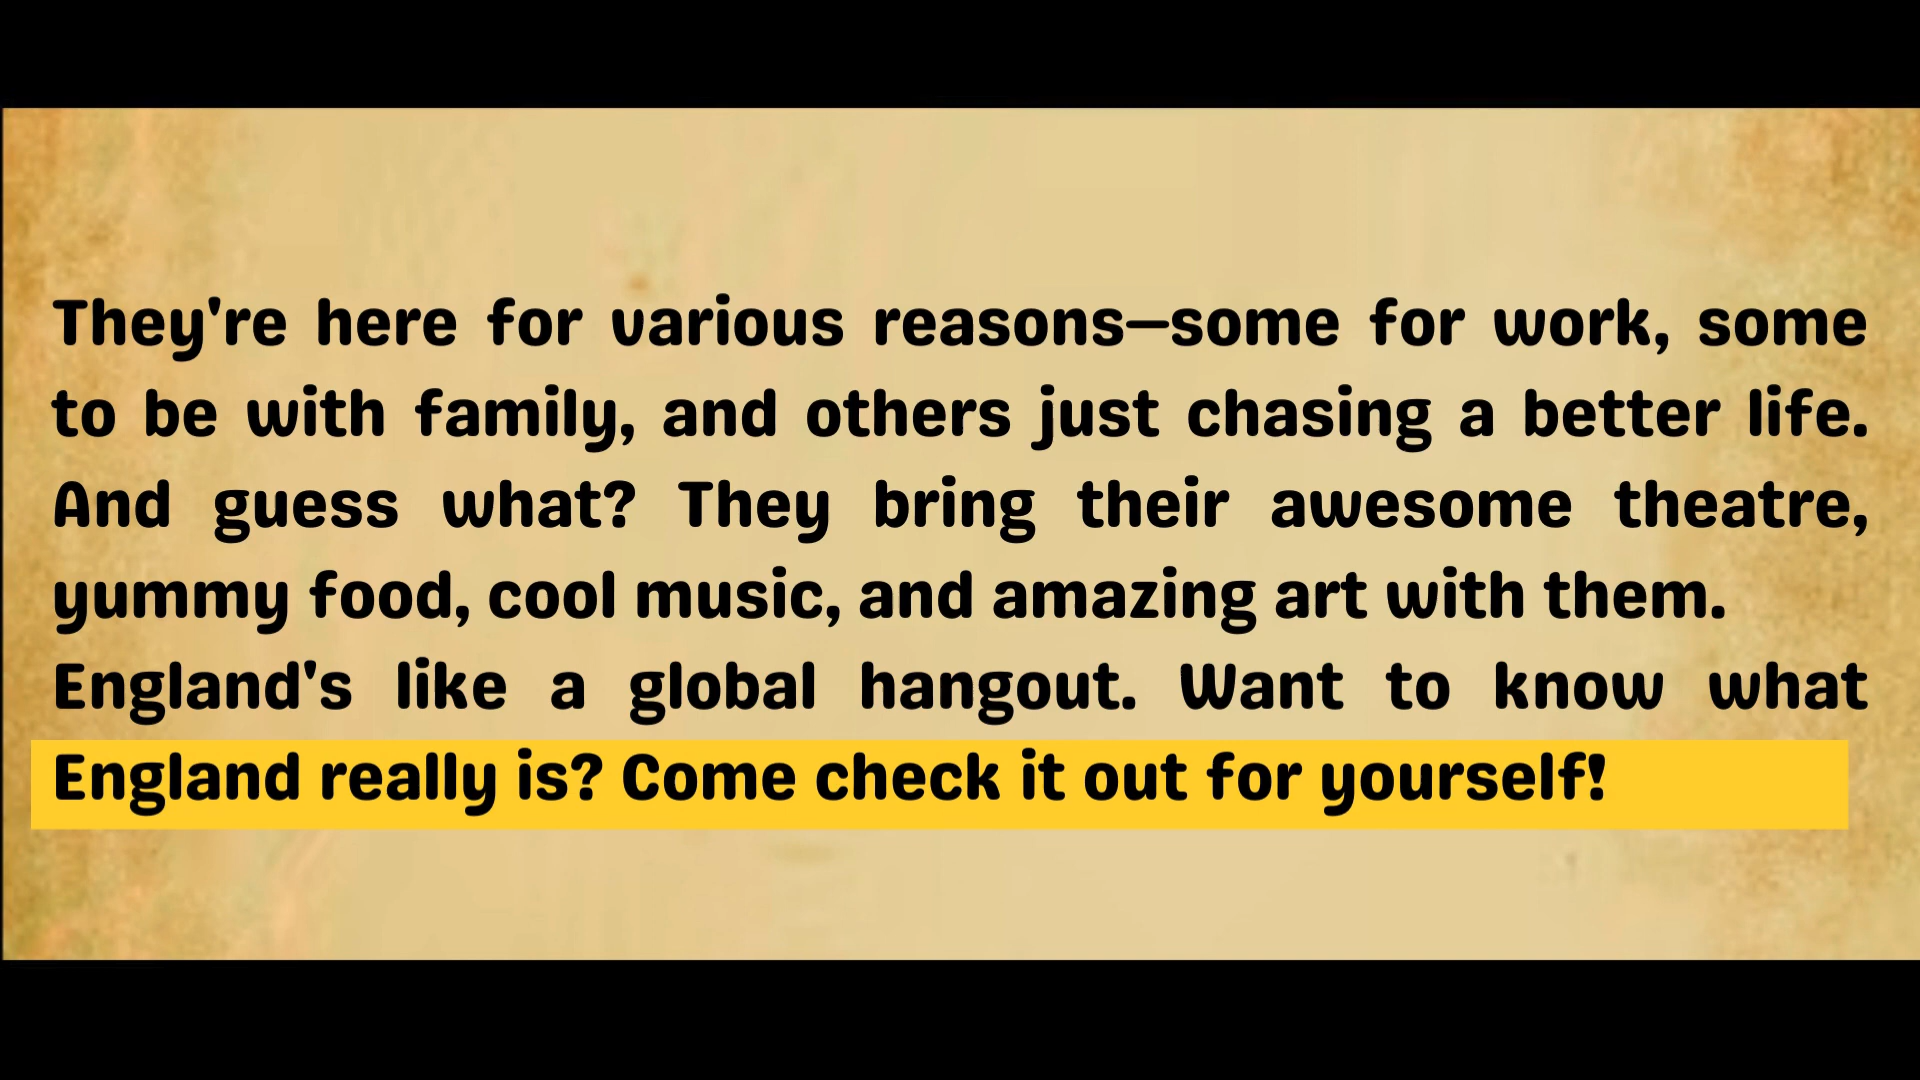 They're here for various reasons—some for work, some
to be with family, and others just chasing a better life.
And guess what? They bring their awesome theatre,
yummy food, cool music, and amazing art with them.
England's like a global hangout. Want to know what
England really is? Come check it out for yourself!